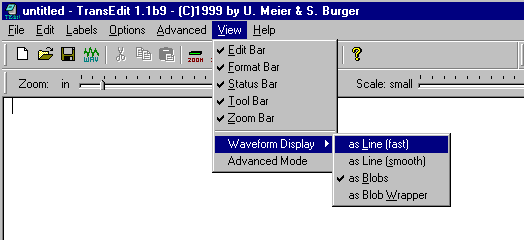 untitled - TransEdit 1.1b9 - (C)1999 by U. Meier & S. Burger
File Edit Labels Options Advanced View Help
WAV ZOOM ?
Zoom: in Scale: small
Edit Bar
Format Bar
Status Bar
Tool Bar
Zoom Bar
Waveform Display
Advanced Mode
as Line (fast)
as Line (smooth)
as Blobs
as Blob Wrapper